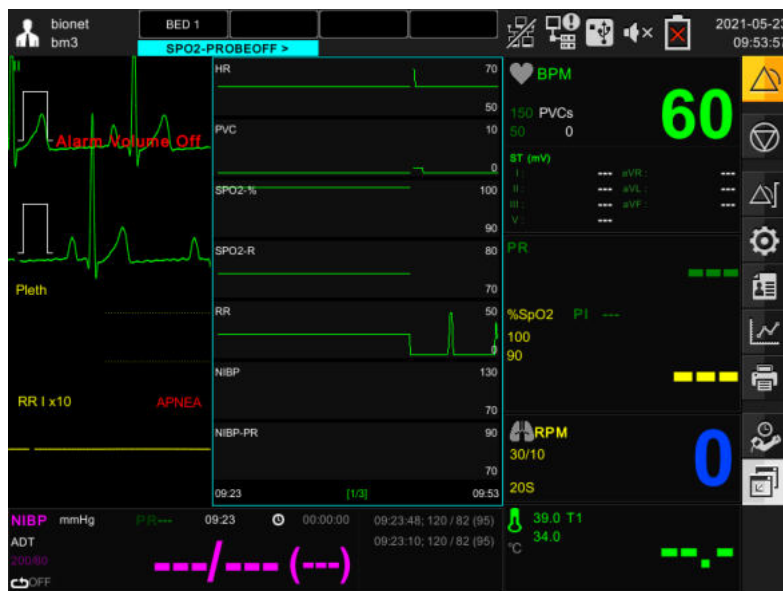 bionet
bm3
BED 1
SPO2-PROBEOFF >
2021-05-23
09:53:57
II
Alarm Volume Off
Pleth
RR I x10
APNEA
HR
70
50
PVC
10
0
SPO2-%
100
90
SPO2-R
80
70
RR
50
0
NIBP
130
70
NIBP-PR
90
70
09:23
[1/3]
09:53
BPM
150 PVCs
50 0
60
ST (mV)
I : --- aVR : ---
II : --- aVL : ---
III : --- aVF : ---
V : ---
PR
---
%SpO2 PI ---
100
90
---
RPM
30/10
20S
0
NIBP mmHg PR--- 09:23 00:00:00
ADT
200/80
OFF
---/--- (---)
09:23:48; 120 / 82 (95)
09:23:10; 120 / 82 (95)
39.0 T1
34.0
°C
--.-